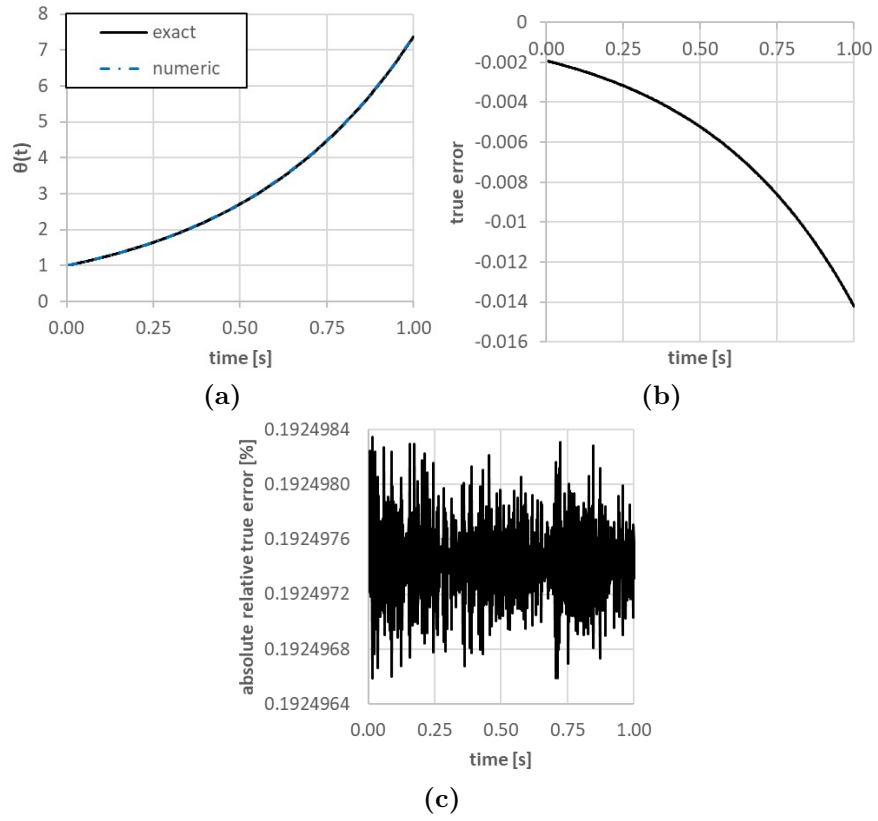 8
7
6
5
4
3
2
1
0
θ(t)
exact
numeric
0.00 0.25 0.50 0.75 1.00
time [s]
(a)
0
-0.002
-0.004
-0.006
-0.008
-0.01
-0.012
-0.014
-0.016
true error
0.00 0.25 0.50 0.75 1.00
time [s]
(b)
0.1924984
0.1924980
0.1924976
0.1924972
0.1924968
0.1924964
absolute relative true error [%]
0.00 0.25 0.50 0.75 1.00
time [s]
(c)